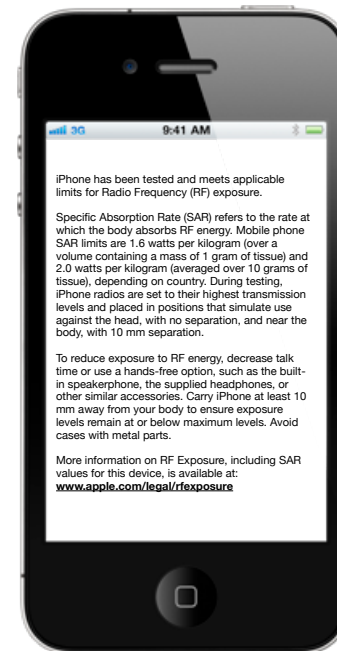 3G 9:41 AM
iPhone has been tested and meets applicable
limits for Radio Frequency (RF) exposure.
Specific Absorption Rate (SAR) refers to the rate at
which the body absorbs RF energy. Mobile phone
SAR limits are 1.6 watts per kilogram (over a
volume containing a mass of 1 gram of tissue) and
2.0 watts per kilogram (averaged over 10 grams of
tissue), depending on country. During testing,
iPhone radios are set to their highest transmission
levels and placed in positions that simulate use
against the head, with no separation, and near the
body, with 10 mm separation.
To reduce exposure to RF energy, decrease talk
time or use a hands-free option, such as the built-
in speakerphone, the supplied headphones, or
other similar accessories. Carry iPhone at least 10
mm away from your body to ensure exposure
levels remain at or below maximum levels. Avoid
cases with metal parts.
More information on RF Exposure, including SAR
values for this device, is available at:
www.apple.com/legal/rfexposure